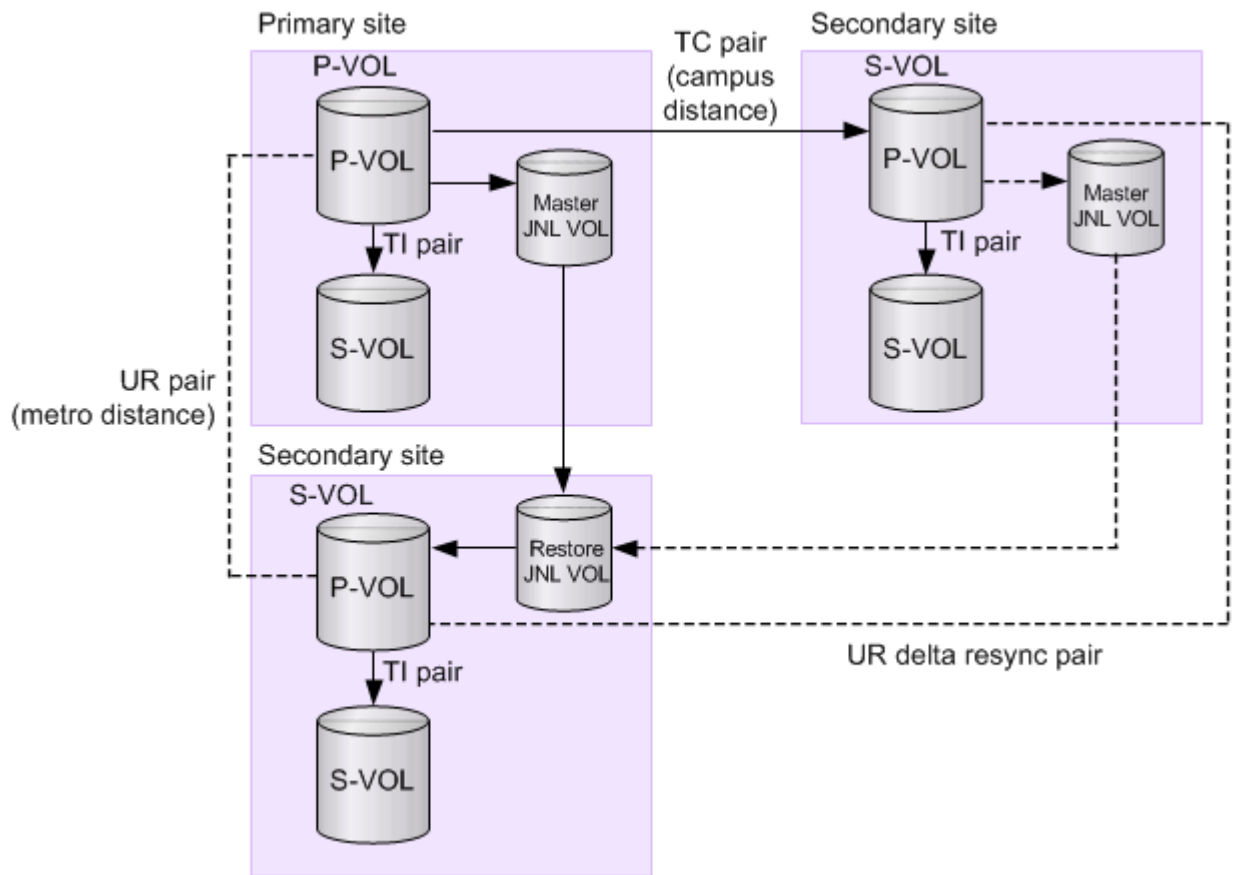 Primary site
P-VOL
P-VOL
Master
JNL VOL
TI pair
S-VOL
TC pair
(campus
distance)
Secondary site
S-VOL
P-VOL
Master
JNL VOL
TI pair
S-VOL
UR pair
(metro distance)
Secondary site
S-VOL
P-VOL
Restore
JNL VOL
TI pair
S-VOL
UR delta resync pair